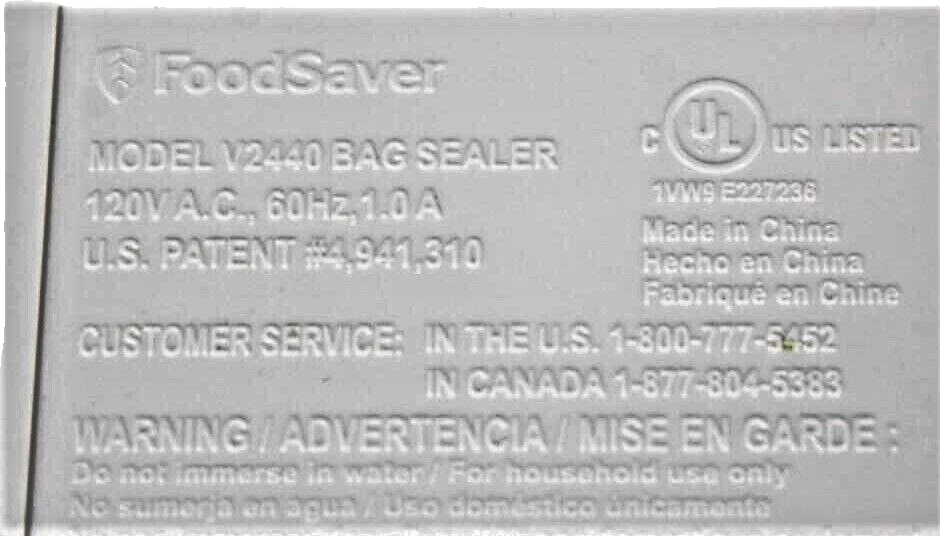 FoodSaver
MODEL V2440 BAG SEALER
120V A.C., 60Hz, 1.0 A
U.S. PATENT #4,941,310
C UL US LISTED
1VW9 E227236
Made in China
Hecho en China
Fabriqué en Chine
CUSTOMER SERVICE: IN THE U.S. 1-800-777-5452
IN CANADA 1-877-804-5383
WARNING / ADVERTENCIA / MISE EN GARDE :
Do not immerse in water / For household use only
No sumerja en agua / Uso doméstico únicamente